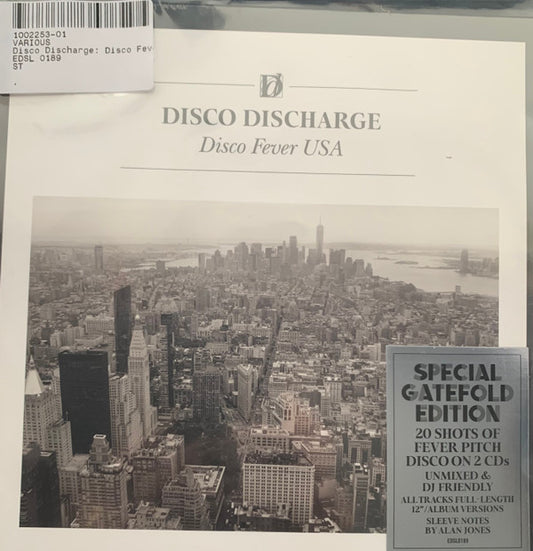 1002253-01
VARIOUS
Disco Discharge: Disco Fev
EDSL 0189
ST
DISCO DISCHARGE
Disco Fever USA
SPECIAL
GATEFOLD
EDITION
20 SHOTS OF
FEVER PITCH
DISCO ON 2 CDs
UNMIXED &
DJ FRIENDLY
ALL TRACKS FULL-LENGTH
12"/ALBUM VERSIONS
SLEEVE NOTES
BY ALAN JONES
EDSL0189